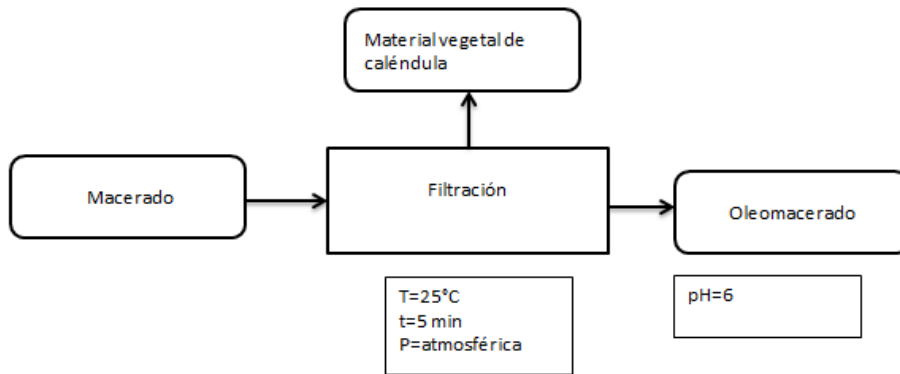 Material vegetal de
caléndula
Macerado
Filtración
Oleomacerado
T=25°C
t=5 min
P=atmosférica
pH=6